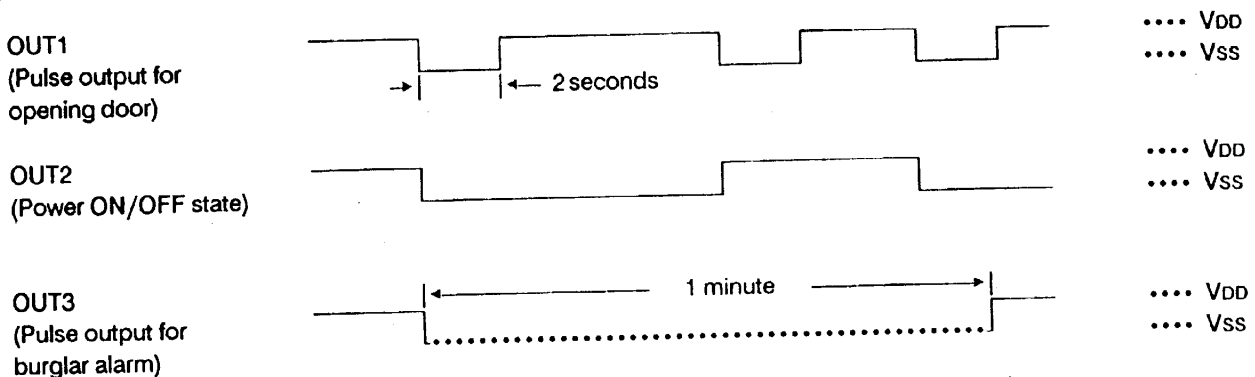 OUT1
(Pulse output for
opening door)
2 seconds
•••• VDD
•••• VSS
OUT2
(Power ON/OFF state)
•••• VDD
•••• VSS
OUT3
(Pulse output for
burglar alarm)
1 minute
•••• VDD
•••• VSS